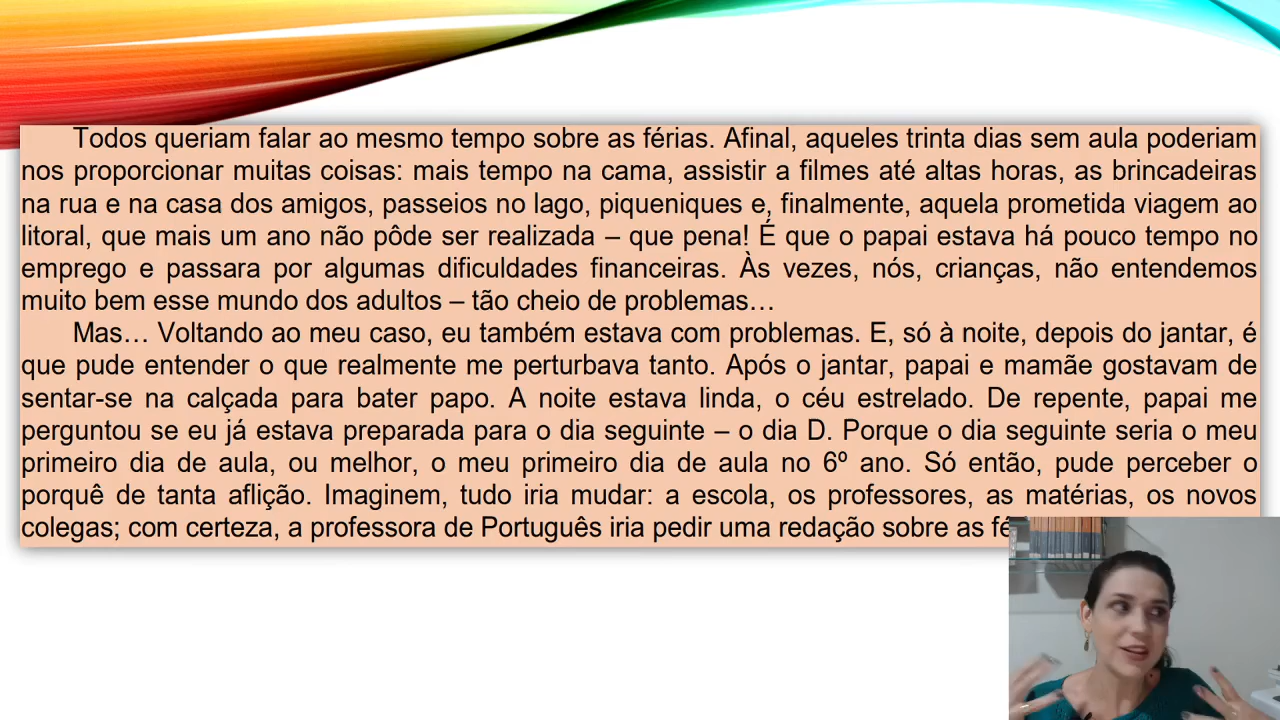 Todos queriam falar ao mesmo tempo sobre as férias. Afinal, aqueles trinta dias sem aula poderiam
nos proporcionar muitas coisas: mais tempo na cama, assistir a filmes até altas horas, as brincadeiras
na rua e na casa dos amigos, passeios no lago, piqueniques e, finalmente, aquela prometida viagem ao
litoral, que mais um ano não pôde ser realizada – que pena! É que o papai estava há pouco tempo no
emprego e passara por algumas dificuldades financeiras. Às vezes, nós, crianças, não entendemos
muito bem esse mundo dos adultos – tão cheio de problemas…
Mas… Voltando ao meu caso, eu também estava com problemas. E, só à noite, depois do jantar, é
que pude entender o que realmente me perturbava tanto. Após o jantar, papai e mamãe gostavam de
sentar-se na calçada para bater papo. A noite estava linda, o céu estrelado. De repente, papai me
perguntou se eu já estava preparada para o dia seguinte – o dia D. Porque o dia seguinte seria o meu
primeiro dia de aula, ou melhor, o meu primeiro dia de aula no 6º ano. Só então, pude perceber o
porquê de tanta aflição. Imaginem, tudo iria mudar: a escola, os professores, as matérias, os novos
colegas; com certeza, a professora de Português iria pedir uma redação sobre as